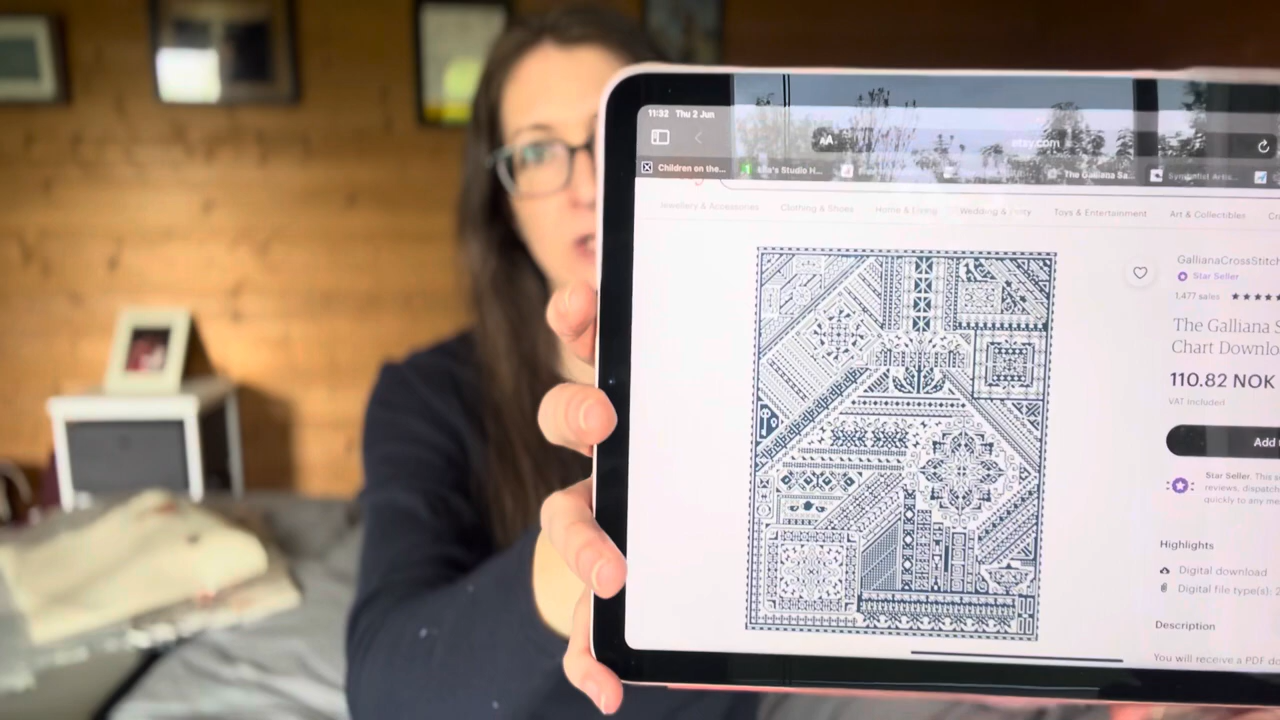 11:32 Thu 2 Jun
AA
etsy.com
Children on the...
Ella's Studio H...
The Galliana Sa...
Symbolist Artis...
Jewellery & Accessories
Clothing & Shoes
Home & Living
Wedding & Party
Toys & Entertainment
Art & Collectibles
GallianaCrossStitch
Star Seller
1,477 sales
The Galliana
Chart Downlo
110.82 NOK
VAT included
Add
Star Seller. This s
reviews, dispatch
quickly to any me
Highlights
Digital download
Digital file type(s): 2
Description
You will receive a PDF do